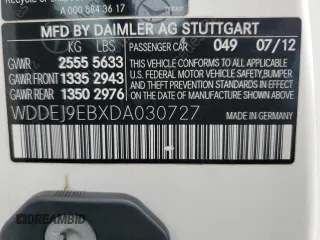 A 000 584 36 17
MFD BY DAIMLER AG STUTTGART
KG LBS PASSENGER CAR 049 07/12
GVWR 2555 5633
GAWR FRONT 1335 2943
GAWR REAR 1350 2976
THIS VEHICLE CONFORMS TO ALL
APPLICABLE U.S. FEDERAL MOTOR
VEHICLE SAFETY, BUMPER, AND
THEFT PREVENTION STANDARDS
IN EFFECT ON THE DATE OF
MANUFACTURE SHOWN ABOVE.
WDDEJ9EBXDA030727
MADE IN GERMANY
DREAMBID